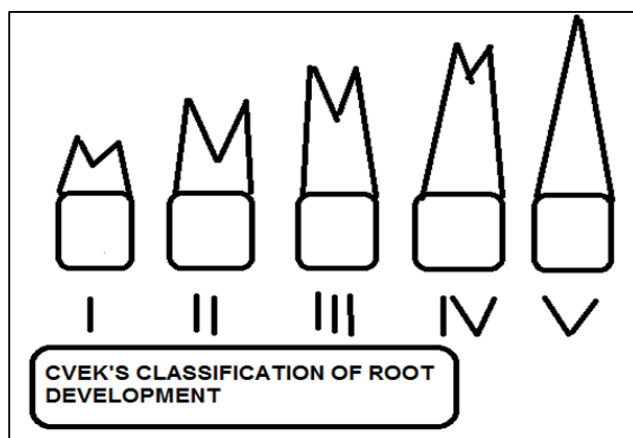 I II III IV V
CVEK'S CLASSIFICATION OF ROOT
DEVELOPMENT